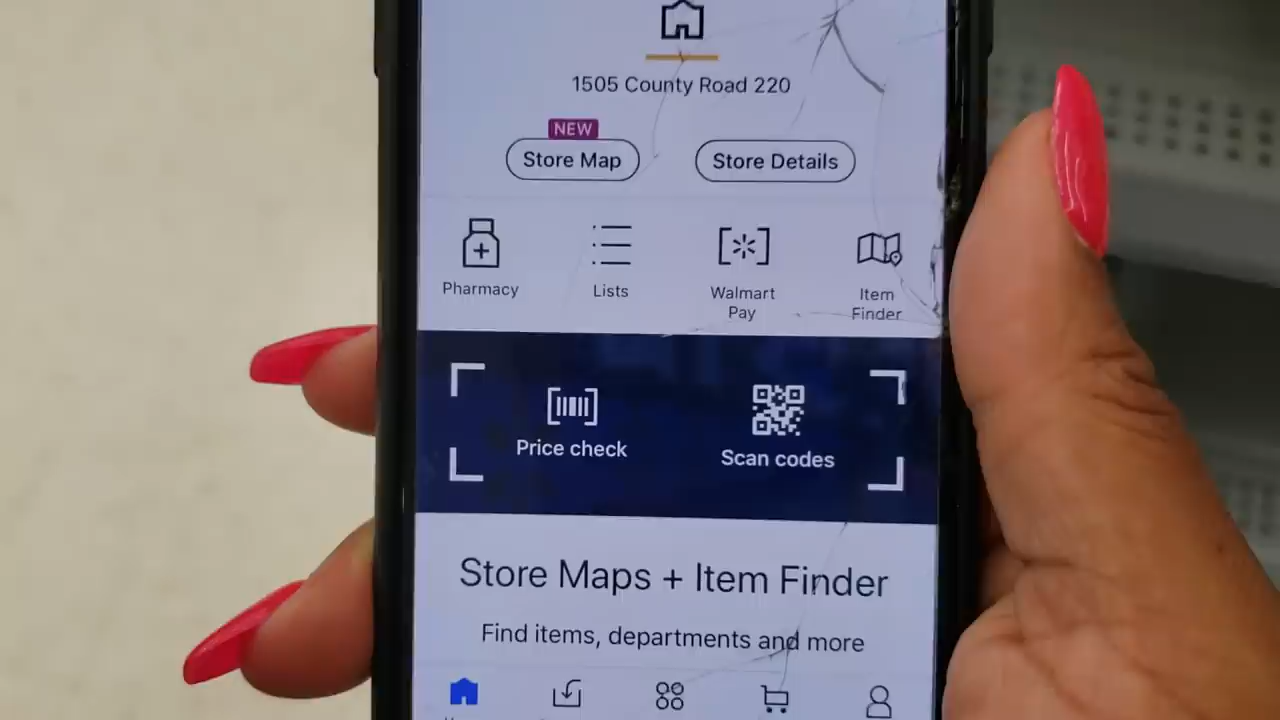 1505 County Road 220
NEW
Store Map
Store Details
Pharmacy
Lists
Walmart
Pay
Item
Finder
Price check
Scan codes
Store Maps + Item Finder
Find items, departments and more